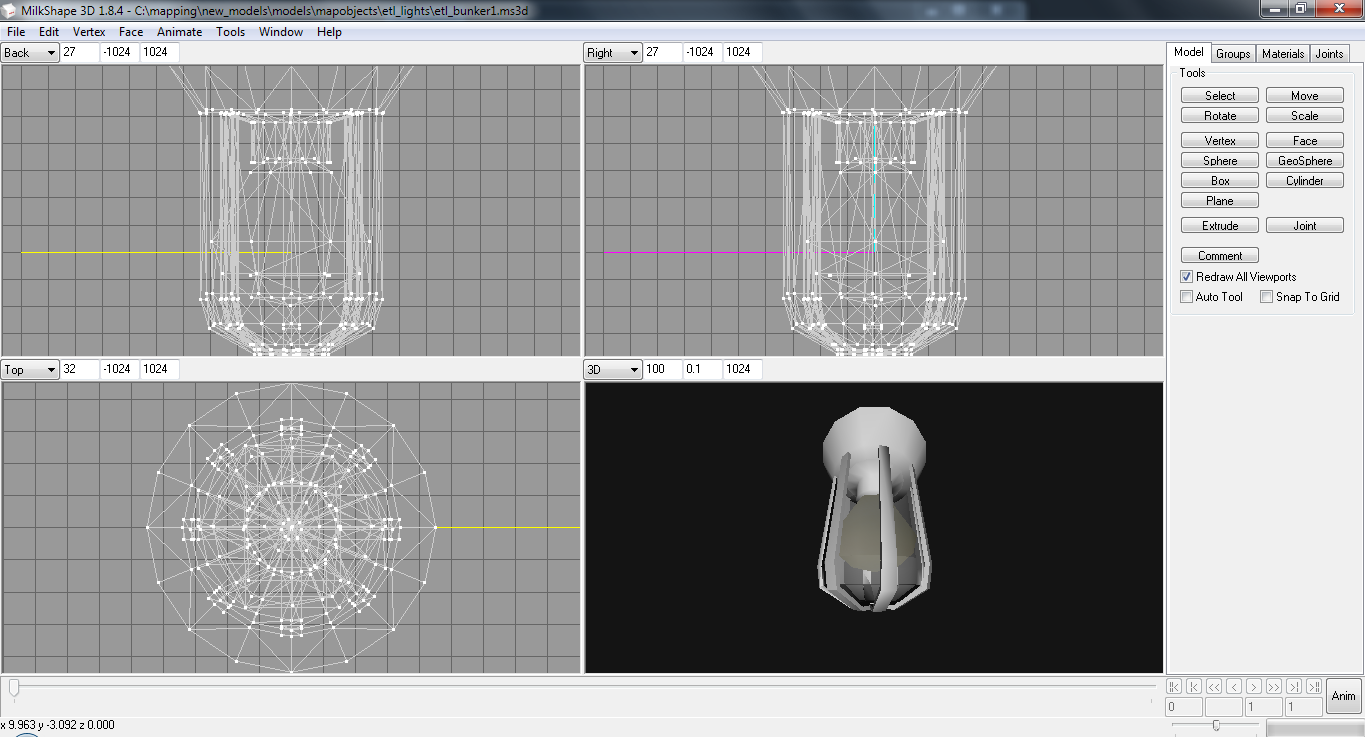 MilkShape 3D 1.8.4 - C:\mapping\new_models\models\mapobjects\etl_lights\etl_bunker1.ms3d
File Edit Vertex Face Animate Tools Window Help
Back 27 -1024 1024
Right 27 -1024 1024
Model Groups Materials Joints
Tools
Select Move
Rotate Scale
Vertex Face
Sphere GeoSphere
Box Cylinder
Plane
Extrude Joint
Comment
Redraw All Viewports
Auto Tool Snap To Grid
Top 32 -1024 1024
3D 100 0.1 1024
0 1 1
Anim
x 9.963 y -3.092 z 0.000